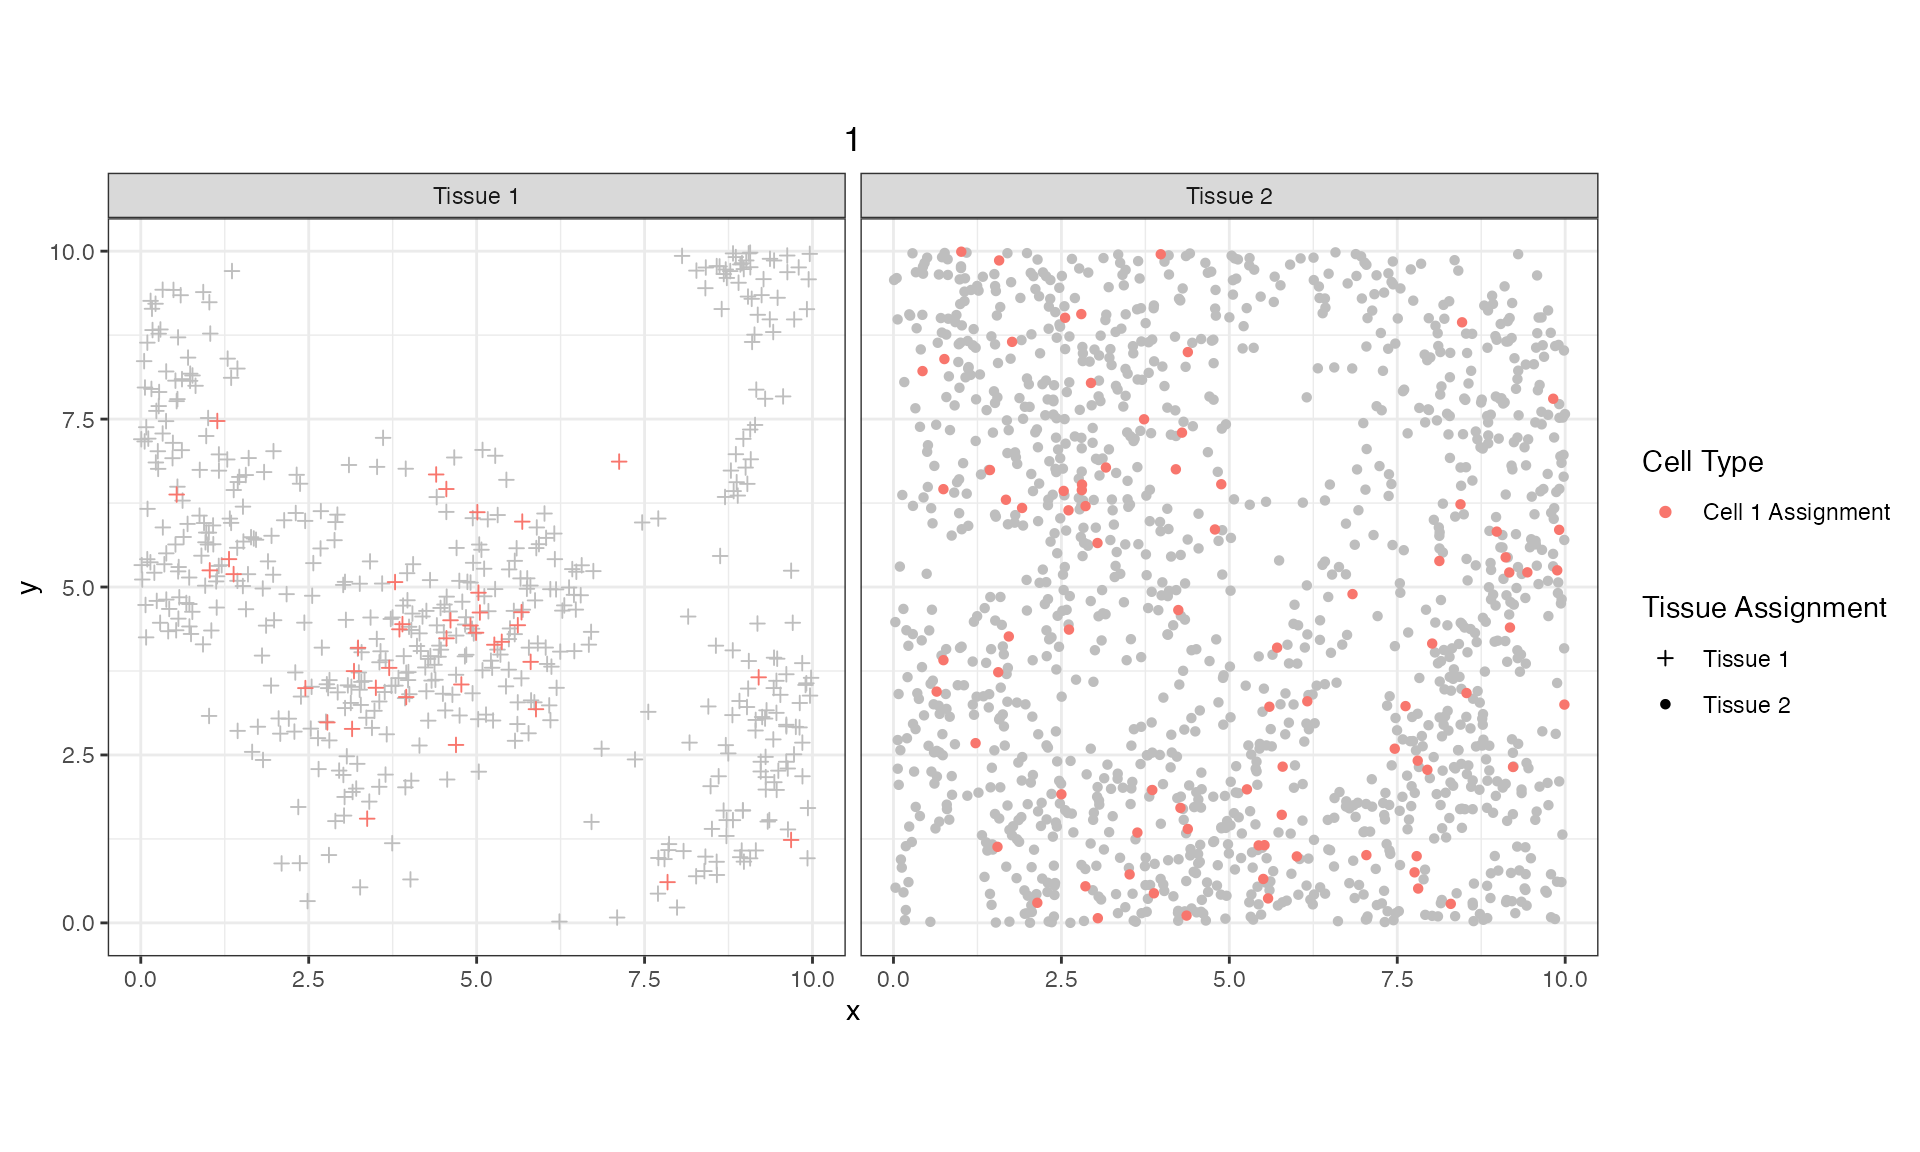 1
Tissue 1
Tissue 2
10.0
7.5
5.0
2.5
0.0
y
0.0 2.5 5.0 7.5 10.0
0.0 2.5 5.0 7.5 10.0
x
Cell Type
Cell 1 Assignment
Tissue Assignment
Tissue 1
Tissue 2